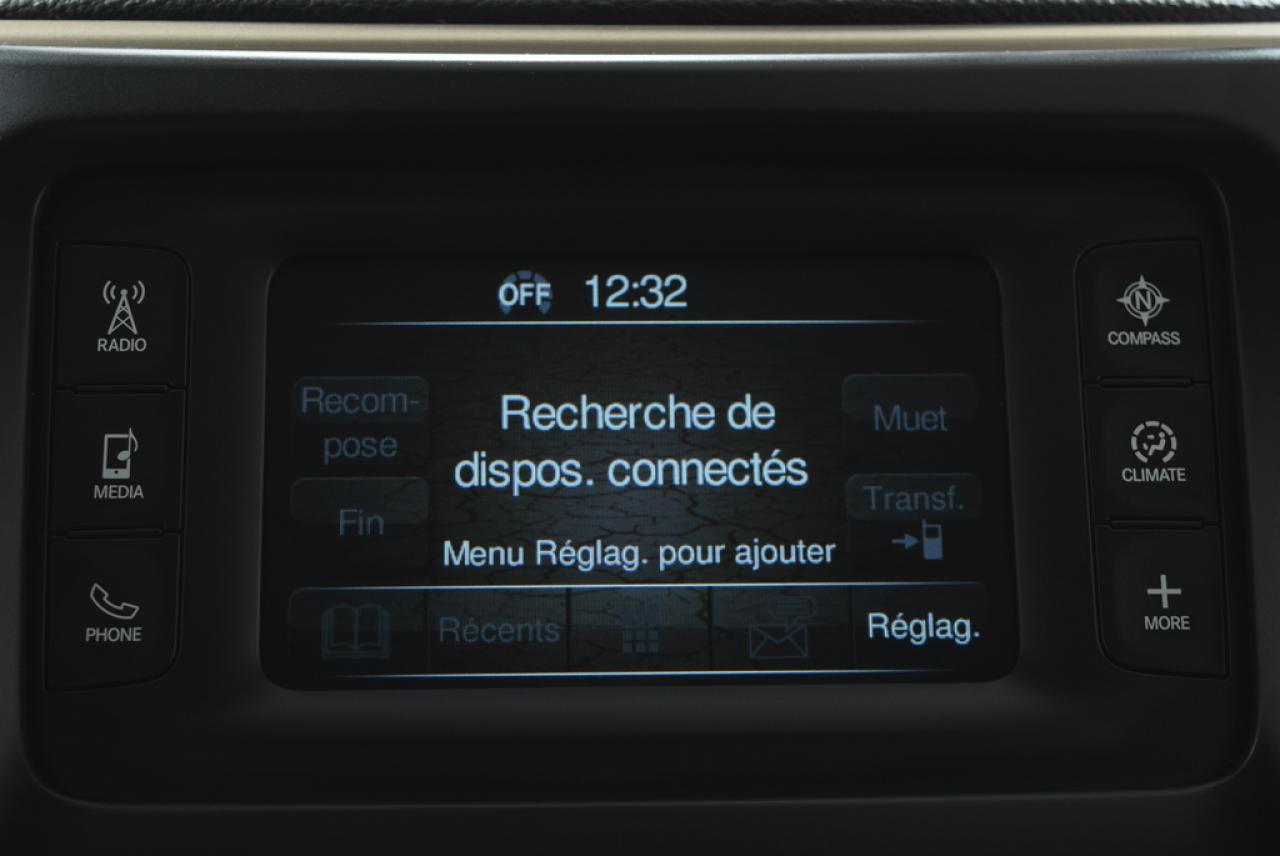 OFF 12:32
RADIO
MEDIA
PHONE
Recom-
pose
Fin
Recherche de
dispos. connectés
Menu Réglag. pour ajouter
Muet
Transf.
Récents
Réglag.
N
COMPASS
CLIMATE
MORE